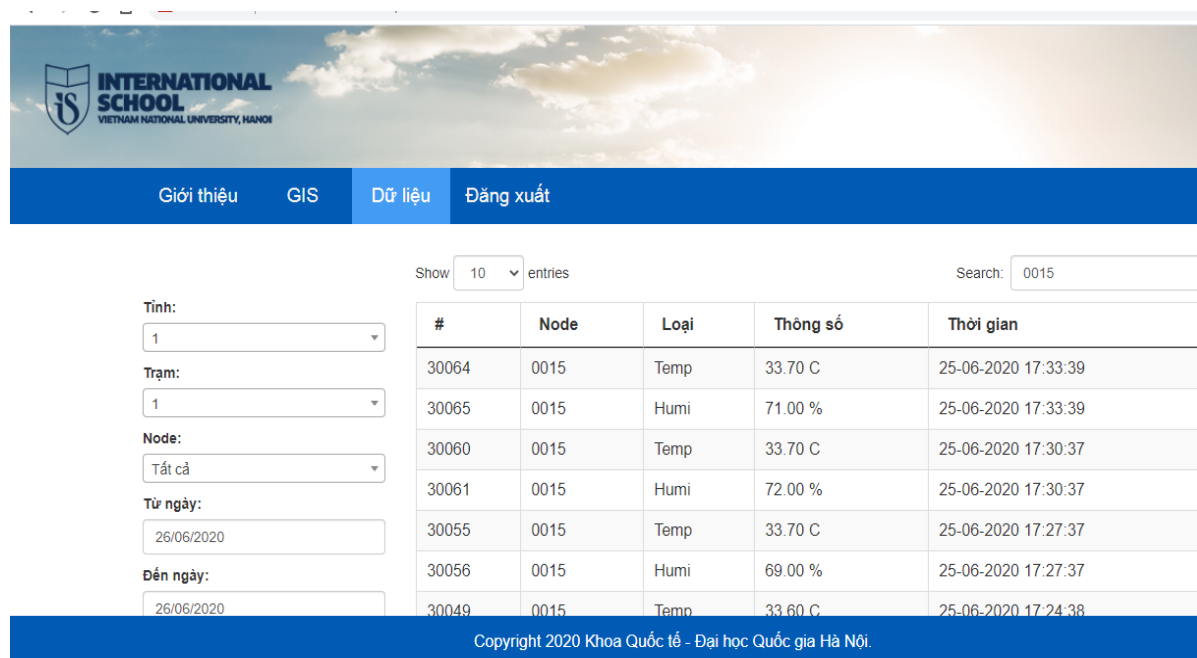 INTERNATIONAL
SCHOOL
VIETNAM NATIONAL UNIVERSITY, HANOI
iS
Giới thiệu GIS Dữ liệu Đăng xuất
Show 10 entries
Search: 0015
Tỉnh:
1
Trạm:
1
Node:
Tất cả
Từ ngày:
26/06/2020
Đến ngày:
26/06/2020
# Node Loại Thông số Thời gian
30064 0015 Temp 33.70 C 25-06-2020 17:33:39
30065 0015 Humi 71.00 % 25-06-2020 17:33:39
30060 0015 Temp 33.70 C 25-06-2020 17:30:37
30061 0015 Humi 72.00 % 25-06-2020 17:30:37
30055 0015 Temp 33.70 C 25-06-2020 17:27:37
30056 0015 Humi 69.00 % 25-06-2020 17:27:37
30049 0015 Temp 33.60 C 25-06-2020 17:24:38
Copyright 2020 Khoa Quốc tế - Đại học Quốc gia Hà Nội.